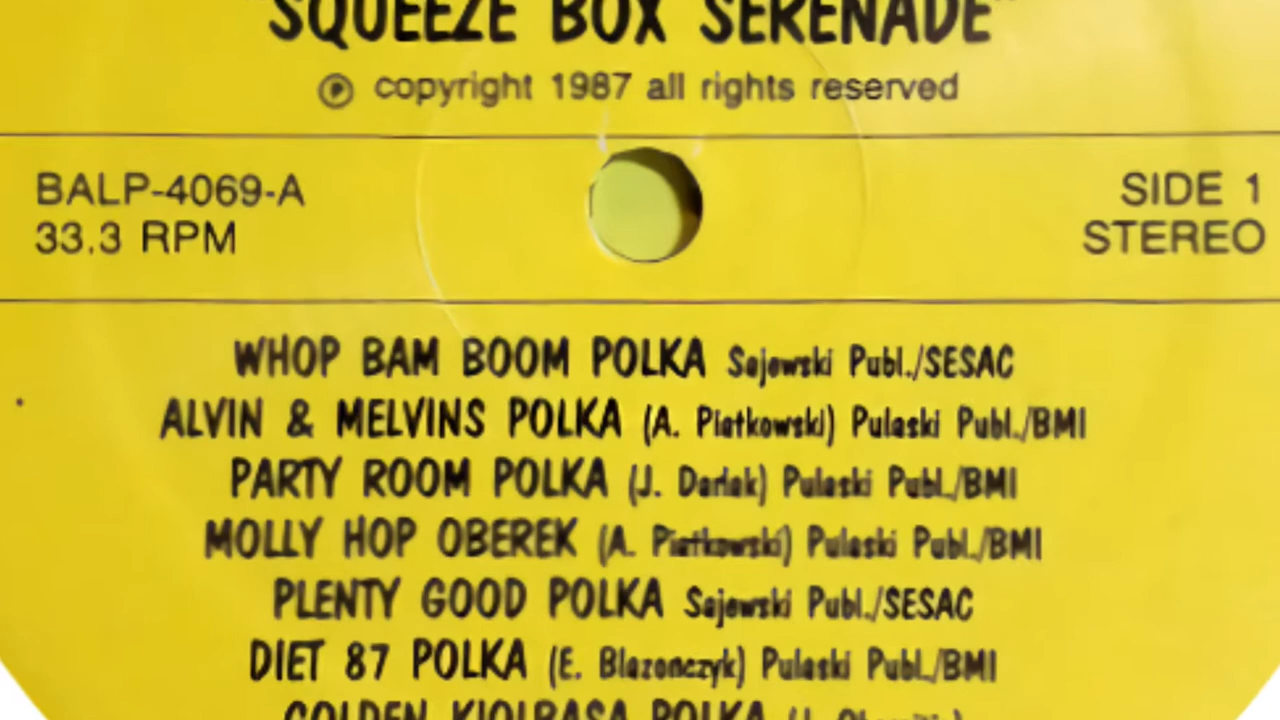 "SQUEEZE BOX SERENADE"
Ⓟ copyright 1987 all rights reserved
BALP-4069-A
33.3 RPM
SIDE 1
STEREO
WHOP BAM BOOM POLKA Sajewski Publ./SESAC
ALVIN & MELVINS POLKA (A. Piatkowski) Pulaski Publ./BMI
PARTY ROOM POLKA (J. Darlak) Pulaski Publ./BMI
MOLLY HOP OBEREK (A. Piatkowski) Pulaski Publ./BMI
PLENTY GOOD POLKA Sajewski Publ./SESAC
DIET 87 POLKA (E. Blazonczyk) Pulaski Publ./BMI
GOLDEN KIOLBASA POLKA